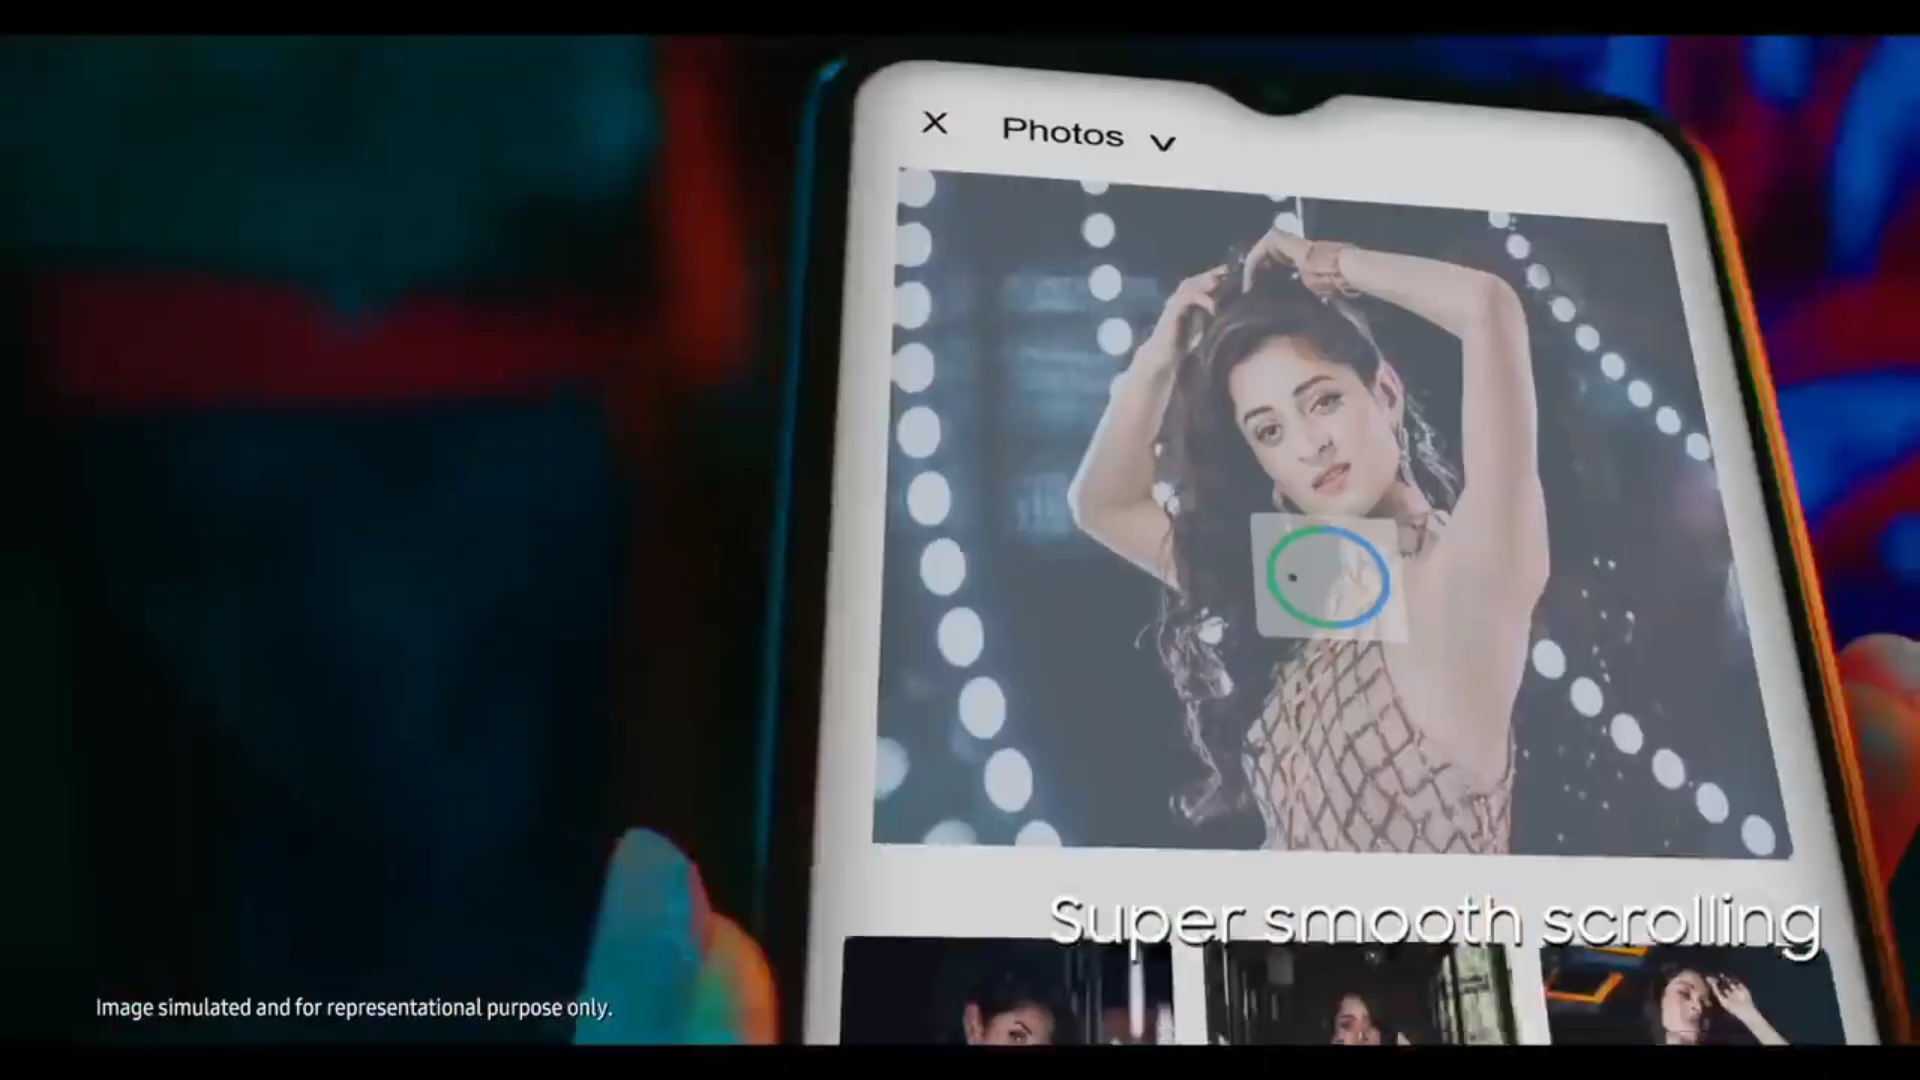 Photos
Super smooth scrolling
Image simulated and for representational purpose only.